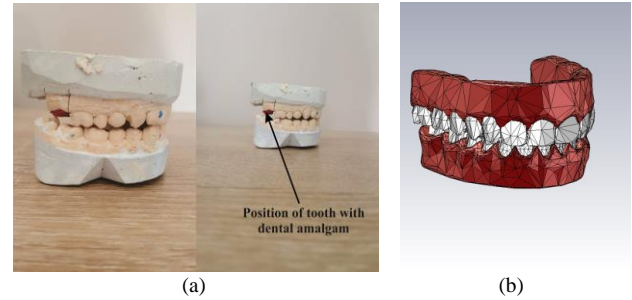 Position of tooth with
dental amalgam
(a)
(b)